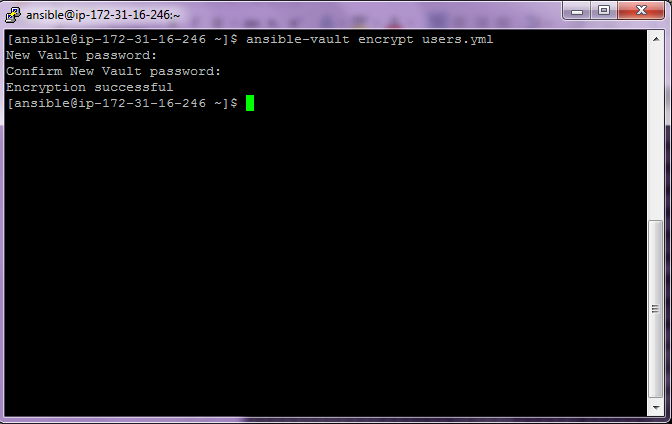 ansible@ip-172-31-16-246:~
[ansible@ip-172-31-16-246 ~]$ ansible-vault encrypt users.yml
New Vault password:
Confirm New Vault password:
Encryption successful
[ansible@ip-172-31-16-246 ~]$